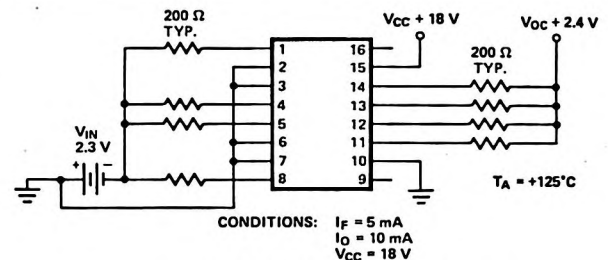 200 Ω
TYP.
VCC + 18 V
VOC + 2.4 V
200 Ω
TYP.
1
2
3
4
5
6
7
8
16
15
14
13
12
11
10
9
VIN
2.3 V
+ −
TA = +125°C
CONDITIONS: IF = 5 mA
IO = 10 mA
VCC = 18 V